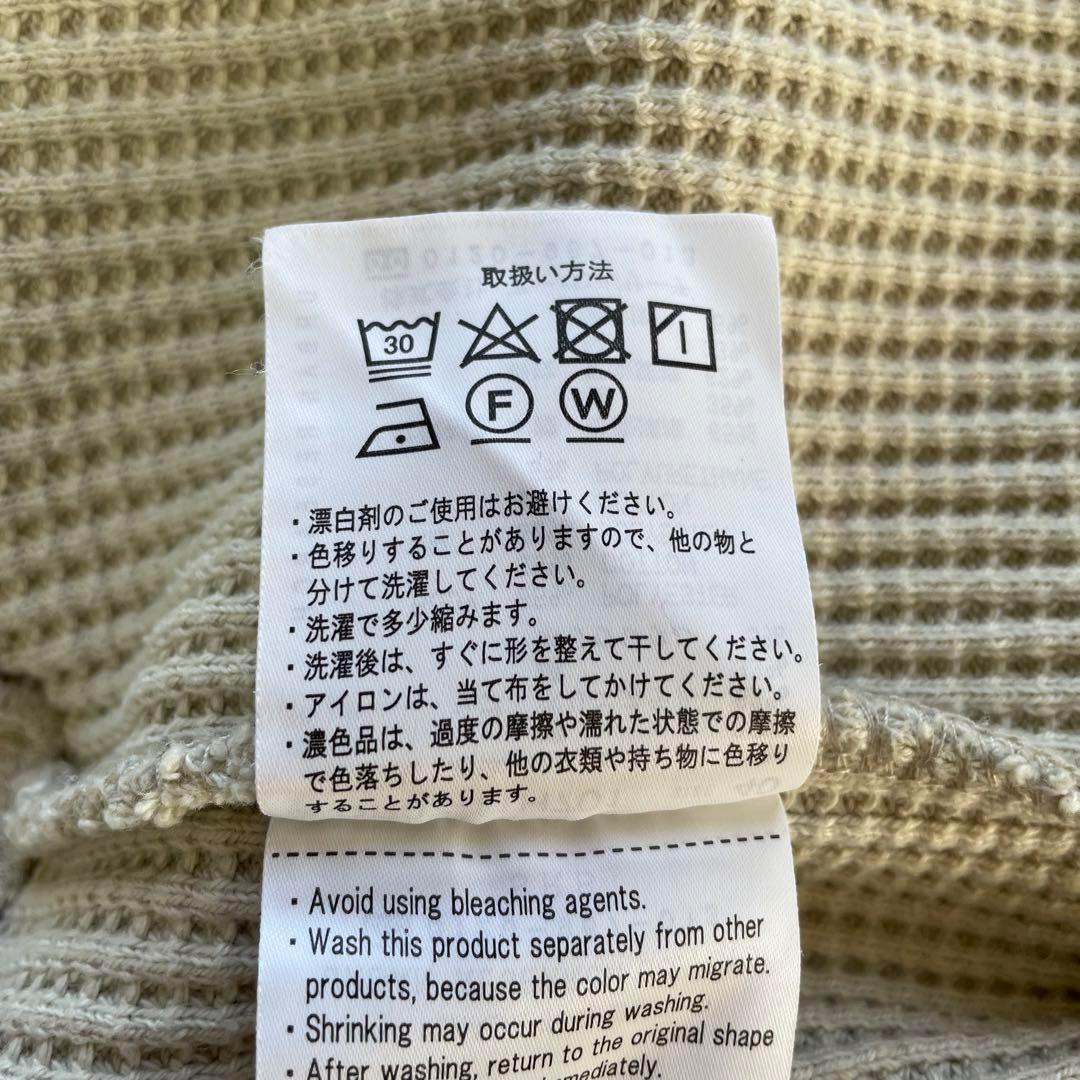 取扱い方法
30
F W
・漂白剤のご使用はお避けください。
・色移りすることがありますので、他の物と
分けて洗濯してください。
・洗濯で多少縮みます。
・洗濯後は、すぐに形を整えて干してください。
・アイロンは、当て布をしてかけてください。
・濃色品は、過度の摩擦や濡れた状態での摩擦
で色落ちしたり、他の衣類や持ち物に色移り
することがあります。
・Avoid using bleaching agents.
・Wash this product separately from other
products, because the color may migrate.
・Shrinking may occur during washing.
・After washing, return to the original shape
immediately.